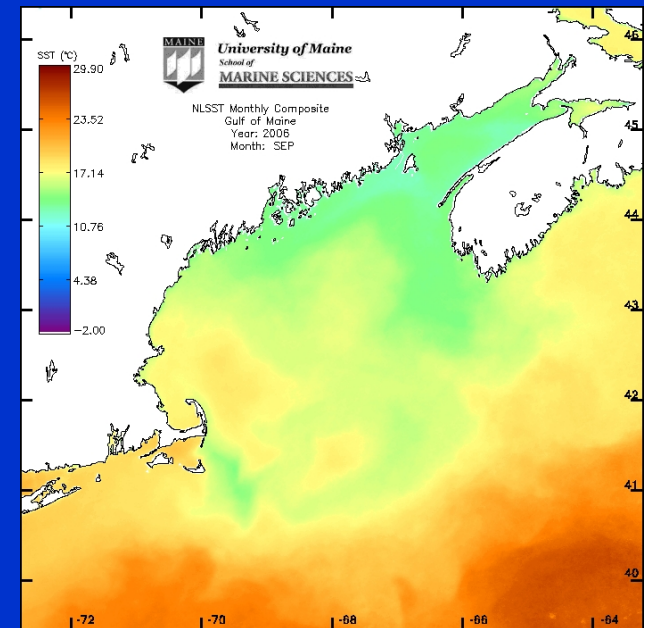 SST (°C)
29.90
23.52
17.14
10.76
4.38
−2.00
MAINE
University of Maine
School of
MARINE SCIENCES
NLSST Monthly Composite
Gulf of Maine
Year: 2006
Month: SEP
46
45
44
43
42
41
40
-72
-70
-68
-66
-64